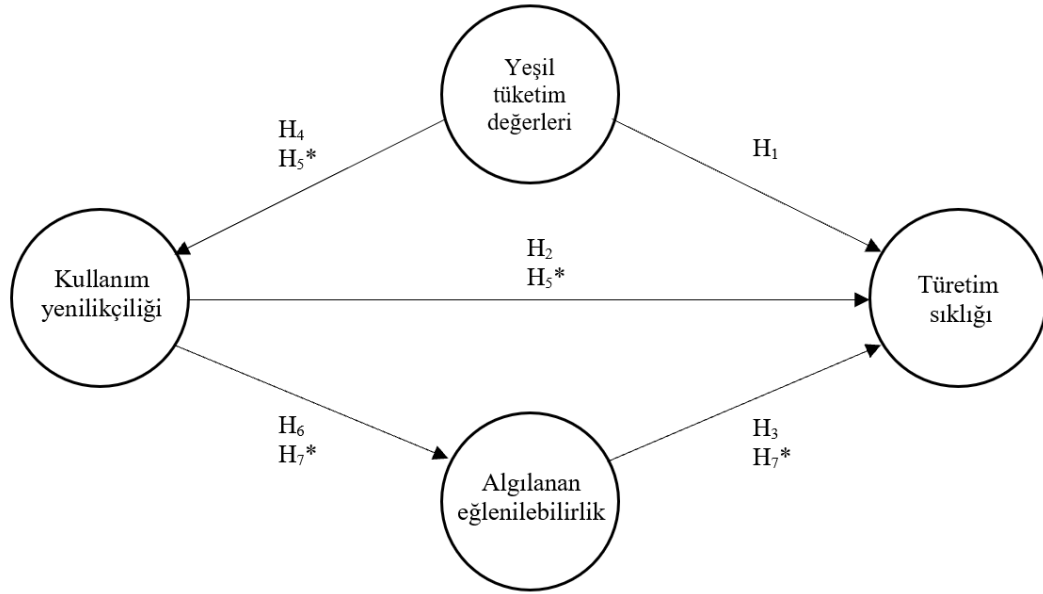 Yeşil
tüketim
değerleri
H₄
H₅*
H₁
H₂
H₅*
Kullanım
yenilikçiliği
Türetim
sıklığı
H₆
H₇*
H₃
H₇*
Algılanan
eğlenilebilirlik